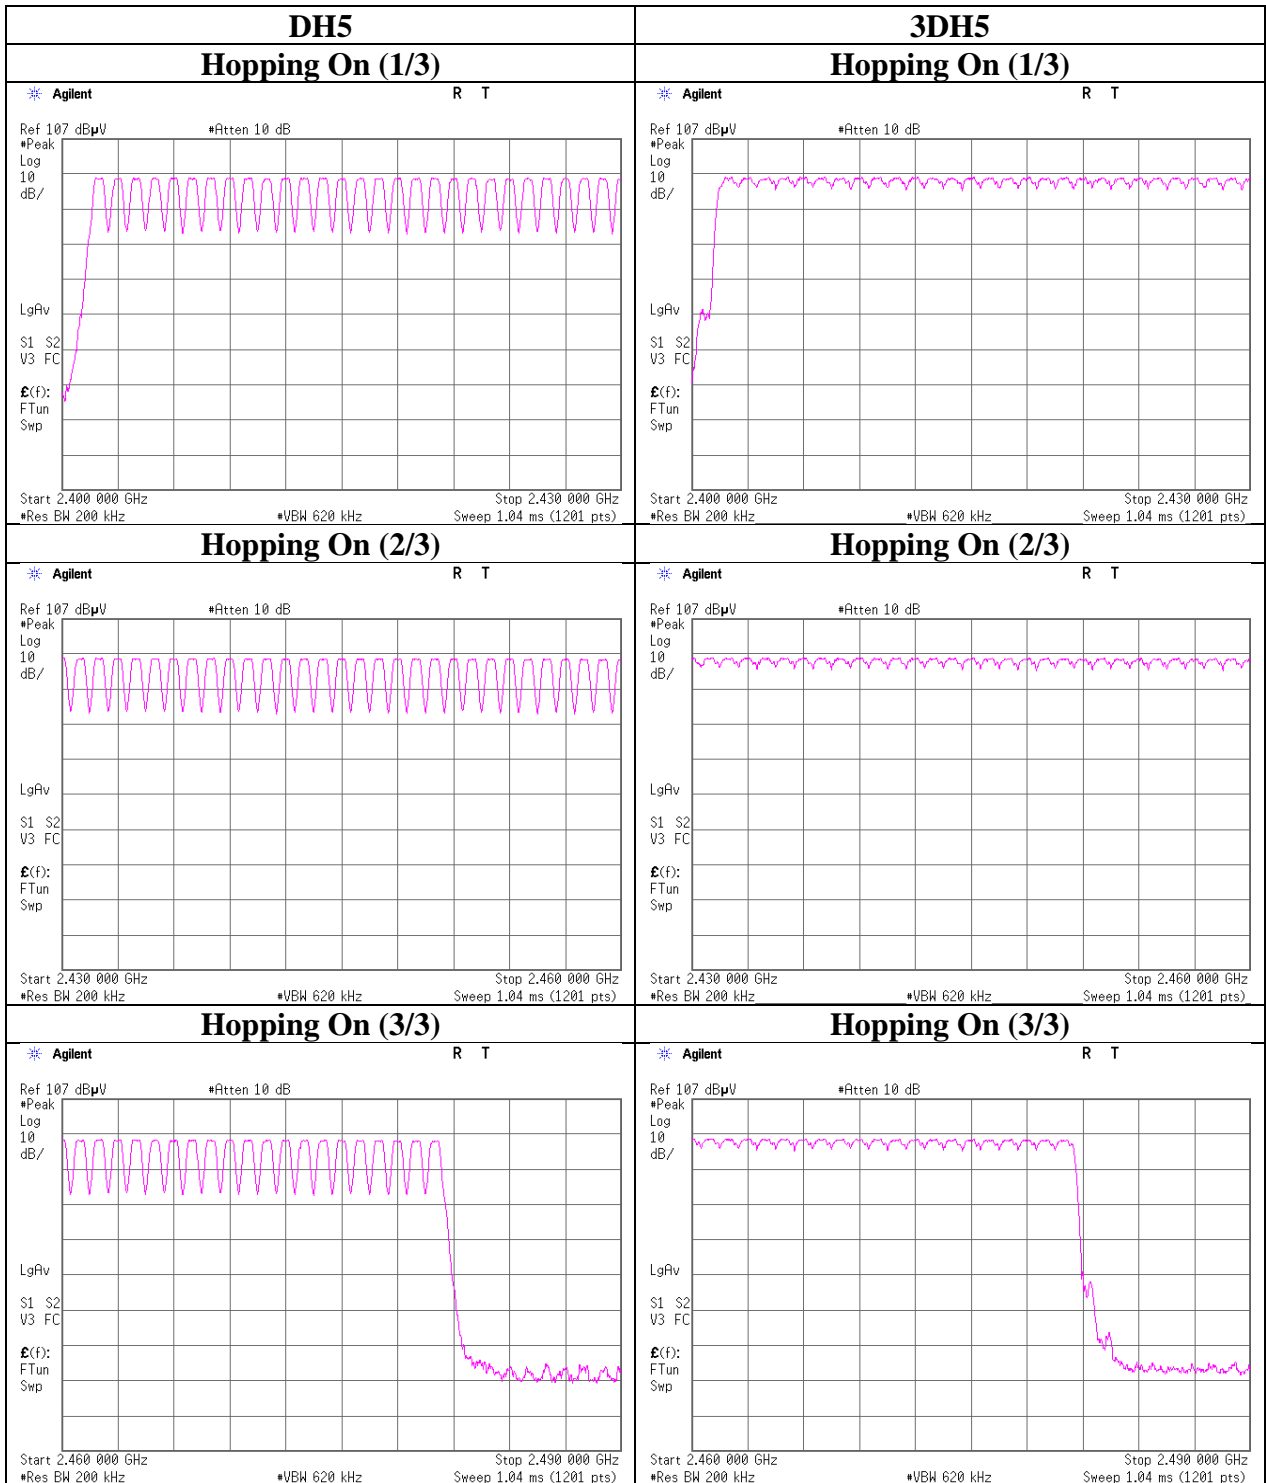 DH5
3DH5
Hopping On (1/3)
Hopping On (1/3)
Agilent
R T
Ref 107 dBµV
#Atten 10 dB
#Peak
Log
10
dB/
LgAv
S1 S2
V3 FC
£(f):
FTun
Swp
Start 2.400 000 GHz
Stop 2.430 000 GHz
#Res BW 200 kHz
#VBW 620 kHz
Sweep 1.04 ms (1201 pts)
Agilent
R T
Ref 107 dBµV
#Atten 10 dB
#Peak
Log
10
dB/
LgAv
S1 S2
V3 FC
£(f):
FTun
Swp
Start 2.400 000 GHz
Stop 2.430 000 GHz
#Res BW 200 kHz
#VBW 620 kHz
Sweep 1.04 ms (1201 pts)
Hopping On (2/3)
Hopping On (2/3)
Agilent
R T
Ref 107 dBµV
#Atten 10 dB
#Peak
Log
10
dB/
LgAv
S1 S2
V3 FC
£(f):
FTun
Swp
Start 2.430 000 GHz
Stop 2.460 000 GHz
#Res BW 200 kHz
#VBW 620 kHz
Sweep 1.04 ms (1201 pts)
Agilent
R T
Ref 107 dBµV
#Atten 10 dB
#Peak
Log
10
dB/
LgAv
S1 S2
V3 FC
£(f):
FTun
Swp
Start 2.430 000 GHz
Stop 2.460 000 GHz
#Res BW 200 kHz
#VBW 620 kHz
Sweep 1.04 ms (1201 pts)
Hopping On (3/3)
Hopping On (3/3)
Agilent
R T
Ref 107 dBµV
#Atten 10 dB
#Peak
Log
10
dB/
LgAv
S1 S2
V3 FC
£(f):
FTun
Swp
Start 2.460 000 GHz
Stop 2.490 000 GHz
#Res BW 200 kHz
#VBW 620 kHz
Sweep 1.04 ms (1201 pts)
Agilent
R T
Ref 107 dBµV
#Atten 10 dB
#Peak
Log
10
dB/
LgAv
S1 S2
V3 FC
£(f):
FTun
Swp
Start 2.460 000 GHz
Stop 2.490 000 GHz
#Res BW 200 kHz
#VBW 620 kHz
Sweep 1.04 ms (1201 pts)